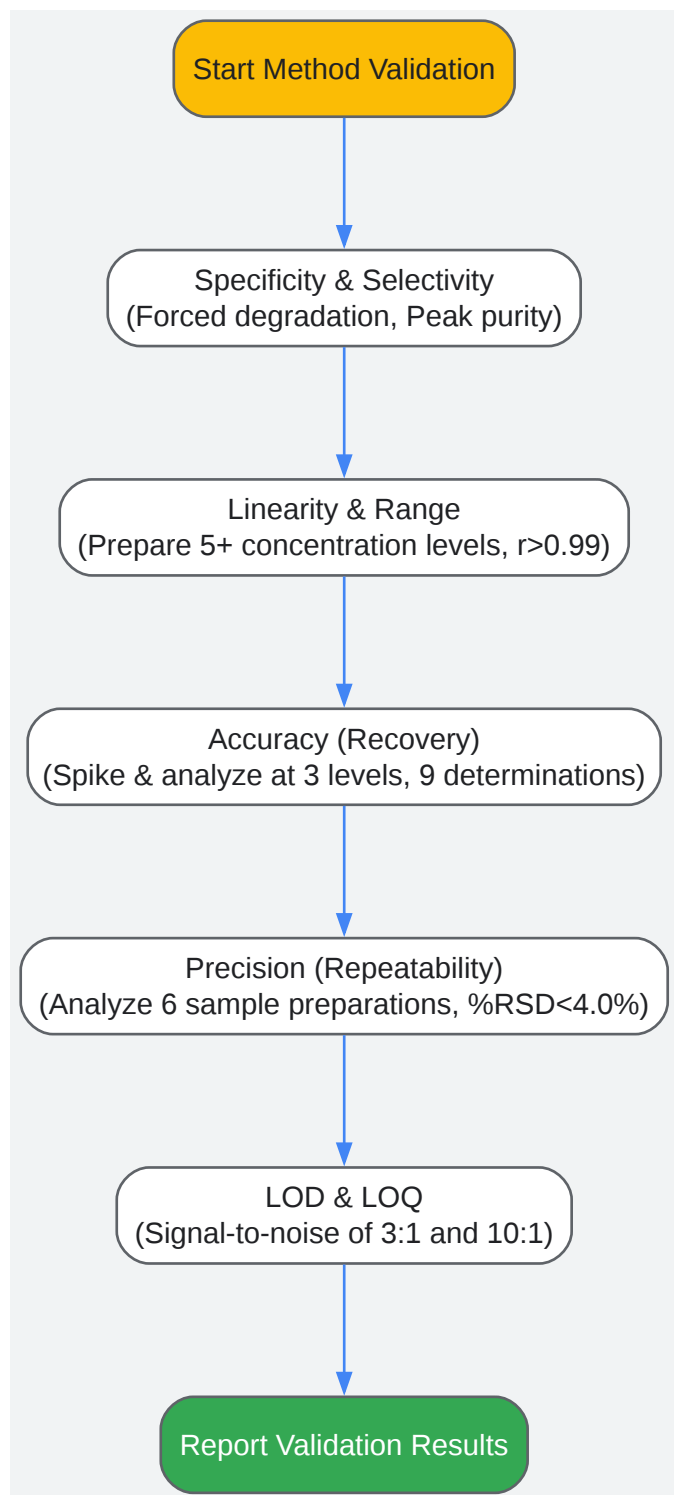 Start Method Validation
Specificity & Selectivity
(Forced degradation, Peak purity)
Linearity & Range
(Prepare 5+ concentration levels, r>0.99)
Accuracy (Recovery)
(Spike & analyze at 3 levels, 9 determinations)
Precision (Repeatability)
(Analyze 6 sample preparations, %RSD<4.0%)
LOD & LOQ
(Signal-to-noise of 3:1 and 10:1)
Report Validation Results